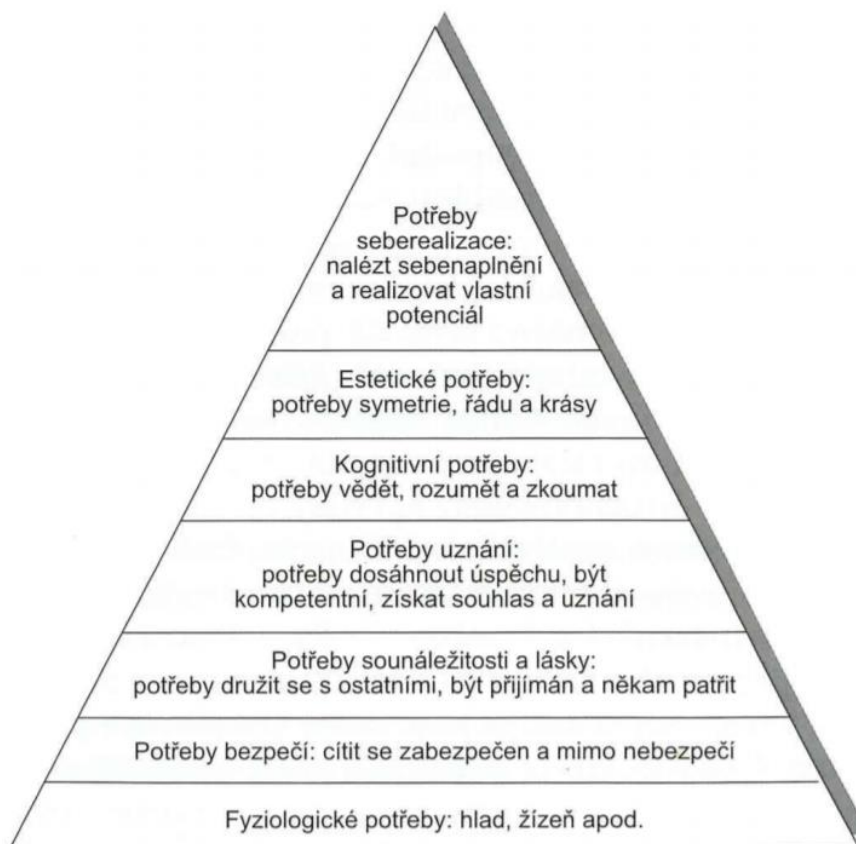 Potřeby
seberealizace:
nalézt sebenaplnění
a realizovat vlastní
potenciál
Estetické potřeby:
potřeby symetrie, řádu a krásy
Kognitivní potřeby:
potřeby vědět, rozumět a zkoumat
Potřeby uznání:
potřeby dosáhnout úspěchu, být
kompetentní, získat souhlas a uznání
Potřeby sounáležitosti a lásky:
potřeby družit se s ostatními, být přijímán a někam patřit
Potřeby bezpečí: cítit se zabezpečen a mimo nebezpečí
Fyziologické potřeby: hlad, žízeň apod.